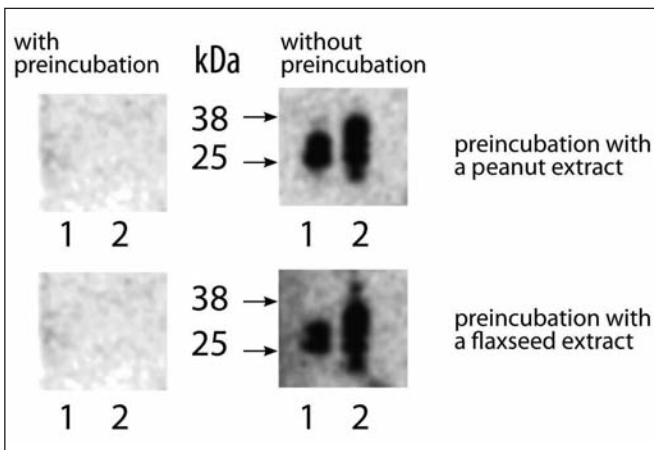 with
preincubation
kDa
without
preincubation
38
25
preincubation with
a peanut extract
1 2
1 2
38
25
preincubation with
a flaxseed extract
1 2
1 2